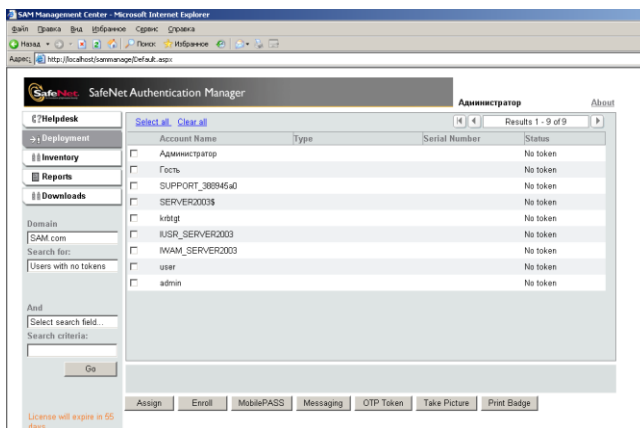 SAM Management Center - Microsoft Internet Explorer
Файл Правка Вид Избранное Сервис Справка
Назад Поиск Избранное
Адрес: http://localhost/sammanage/Default.aspx
SafeNet. SafeNet Authentication Manager
Администратор About
Helpdesk
Deployment
Inventory
Reports
Downloads
Domain
SAM.com
Search for:
Users with no tokens
And
Select search field...
Search criteria:
Go
License will expire in 55 days
Select all Clear all Results 1 - 9 of 9
Account Name Type Serial Number Status
Администратор No token
Гость No token
SUPPORT_388945a0 No token
SERVER2003$ No token
krbtgt No token
IUSR_SERVER2003 No token
IWAM_SERVER2003 No token
user No token
admin No token
Assign Enroll MobilePASS Messaging OTP Token Take Picture Print Badge